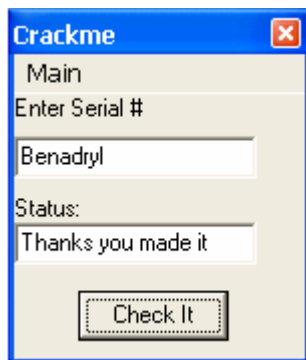 Crackme
Main
Enter Serial #
Benadryl
Status:
Thanks you made it
Check It